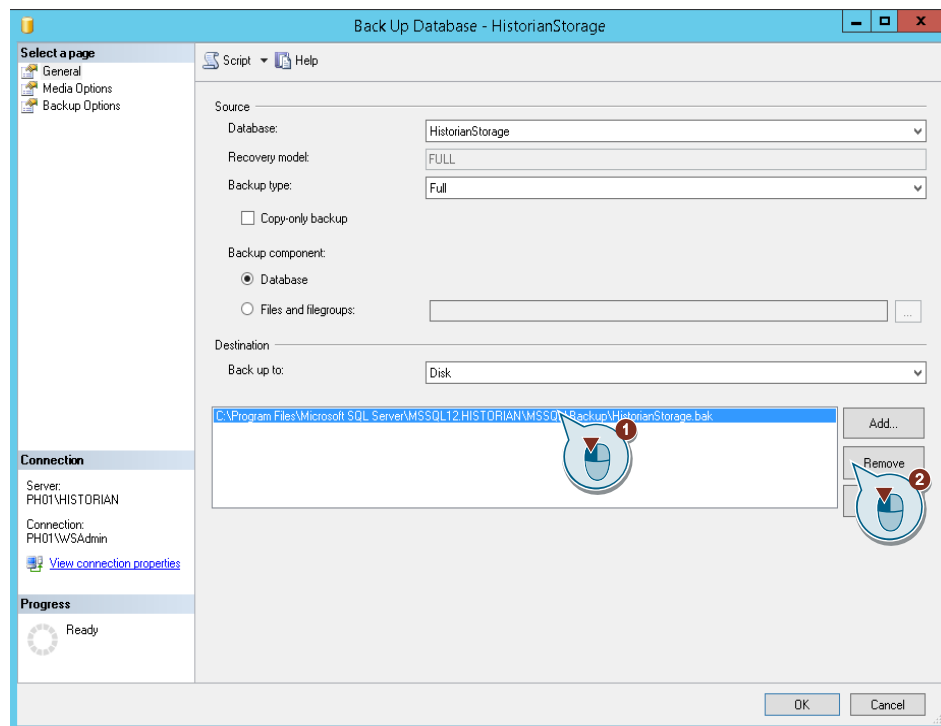 Back Up Database - HistorianStorage
Select a page
General
Media Options
Backup Options
Script
Help
Source
Database:
HistorianStorage
Recovery model:
FULL
Backup type:
Full
Copy-only backup
Backup component:
Database
Files and filegroups:
...
Destination
Back up to:
Disk
C:\Program Files\Microsoft SQL Server\MSSQL12.HISTORIAN\MSSQL\Backup\HistorianStorage.bak
1
Add...
Remove
2
Connection
Server:
PH01\HISTORIAN
Connection:
PH01\WSAdmin
View connection properties
Progress
Ready
OK
Cancel